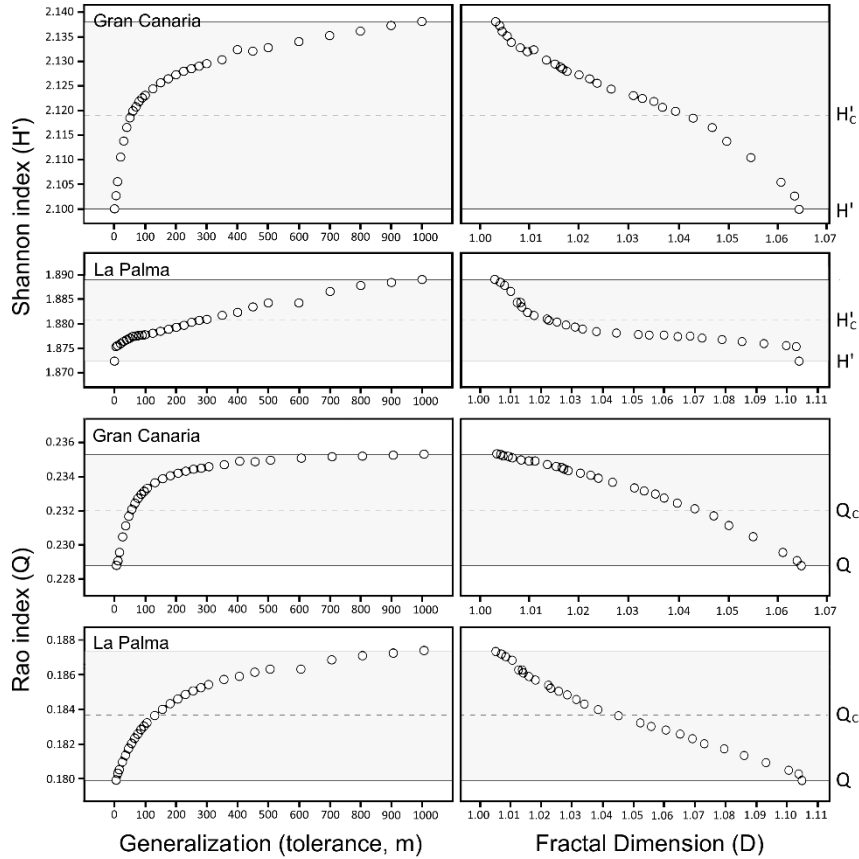 Shannon index (H')
Gran Canaria
2.140
2.135
2.130
2.125
2.120
2.115
2.110
2.105
2.100
0 100 200 300 400 500 600 700 800 900 1000
1.00 1.01 1.02 1.03 1.04 1.05 1.06 1.07
H'c
H'
La Palma
1.890
1.885
1.880
1.875
1.870
0 100 200 300 400 500 600 700 800 900 1000
1.00 1.01 1.02 1.03 1.04 1.05 1.06 1.07 1.08 1.09 1.10 1.11
H'c
H'
Rao index (Q)
Gran Canaria
0.236
0.234
0.232
0.230
0.228
0 100 200 300 400 500 600 700 800 900 1000
1.00 1.01 1.02 1.03 1.04 1.05 1.06 1.07
Qc
Q
La Palma
0.188
0.186
0.184
0.182
0.180
0 100 200 300 400 500 600 700 800 900 1000
1.00 1.01 1.02 1.03 1.04 1.05 1.06 1.07 1.08 1.09 1.10 1.11
Qc
Q
Generalization (tolerance, m)
Fractal Dimension (D)